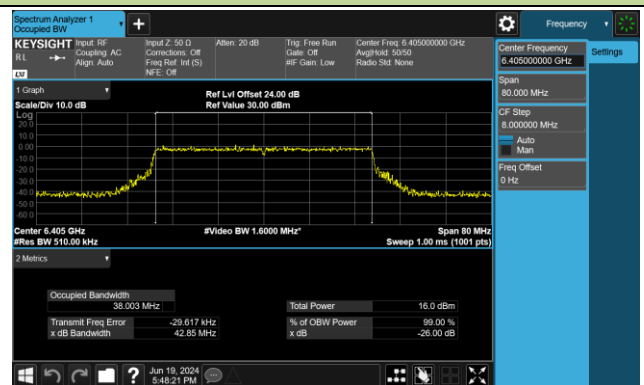 Spectrum Analyzer 1
Occupied BW
Frequency
KEYSIGHT
Input: RF
Coupling: AC
Align: Auto
Input Z: 50 Ω
Corrections: Off
Freq Ref: Int (S)
NFE: Off
Atten: 20 dB
Trig: Free Run
Gate: Off
#IF Gain: Low
Center Freq: 6.405000000 GHz
Avg|Hold: 50/50
Radio Std: None
R L
LXI
Center Frequency
6.405000000 GHz
Settings
Span
80.000 MHz
CF Step
8.000000 MHz
Auto
Man
Freq Offset
0 Hz
1 Graph
Ref Lvl Offset 24.00 dB
Scale/Div 10.0 dB
Ref Value 30.00 dBm
Log
20.0
10.0
0.00
-10.0
-20.0
-30.0
-40.0
-50.0
-60.0
Center 6.405 GHz
#Video BW 1.6000 MHz*
Span 80 MHz
#Res BW 510.00 kHz
Sweep 1.00 ms (1001 pts)
2 Metrics
Occupied Bandwidth
38.003 MHz
Total Power 16.0 dBm
Transmit Freq Error -29.617 kHz
% of OBW Power 99.00 %
x dB Bandwidth 42.85 MHz
x dB -26.00 dB
Jun 19, 2024
5:48:21 PM